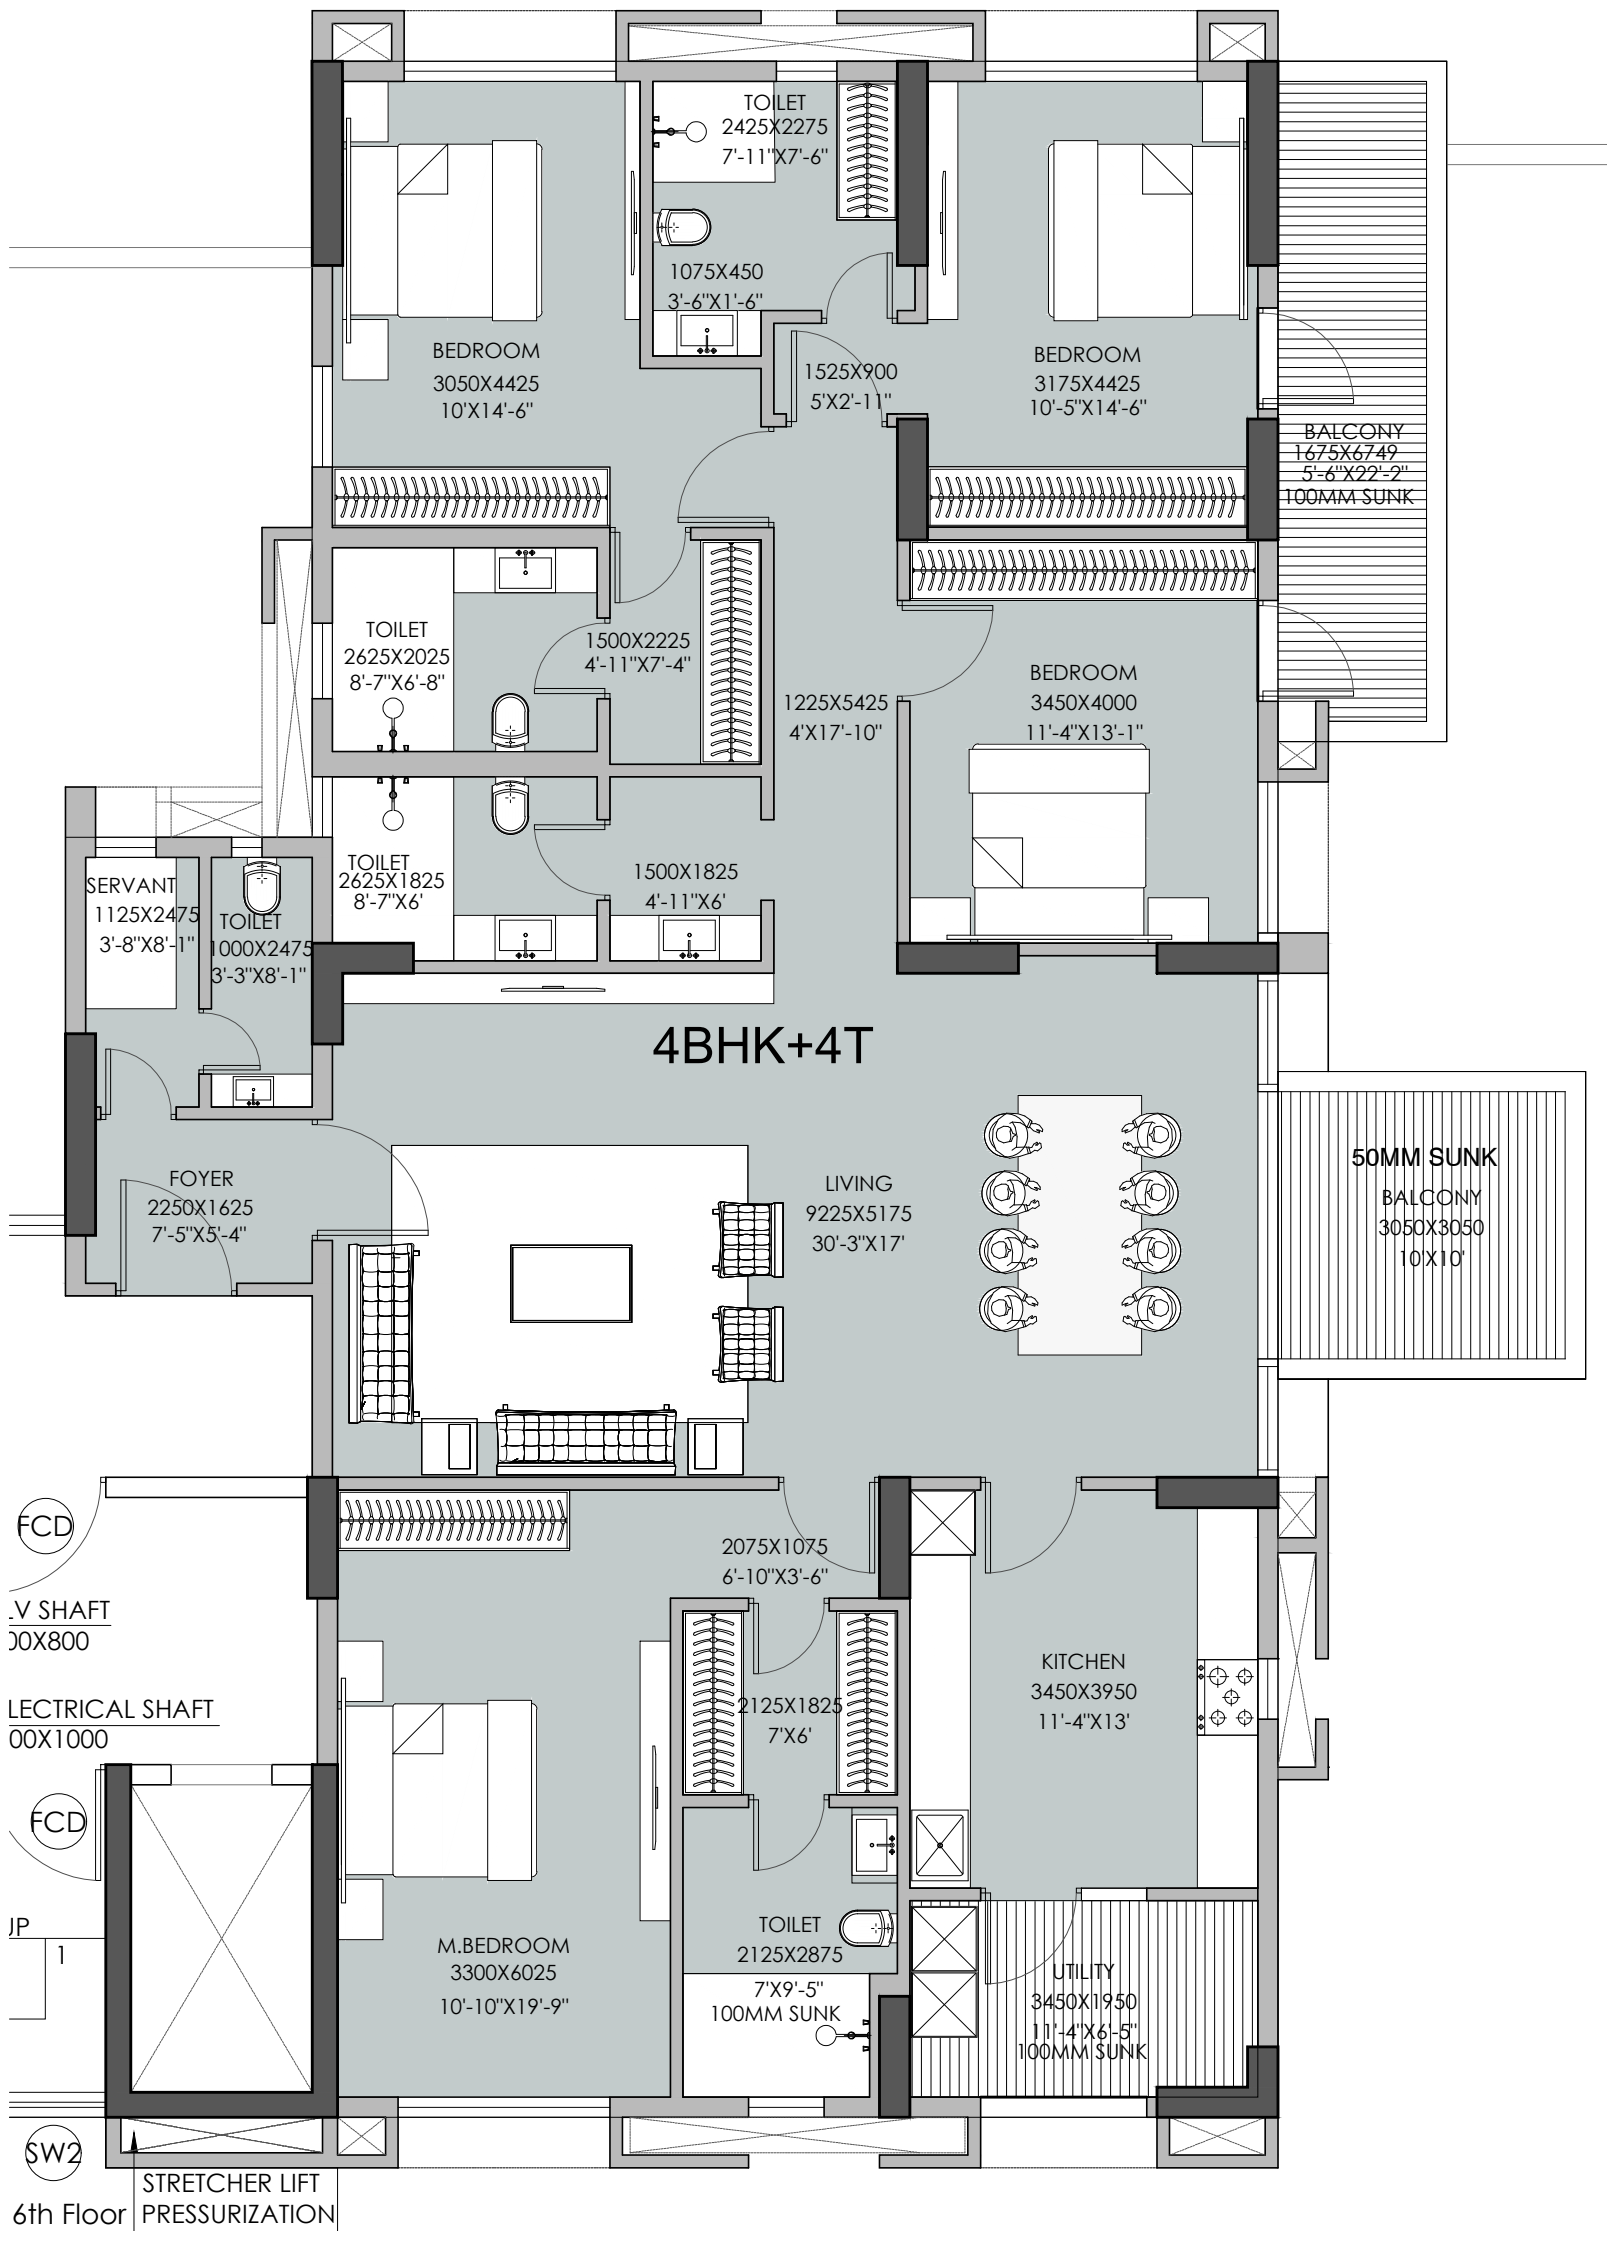 TOILET
2425X2275
7'-11"X7'-6"
1075X450
3'-6"X1'-6"
BEDROOM
3050X4425
10'X14'-6"
1525X900
5'X2'-11"
BEDROOM
3175X4425
10'-5"X14'-6"
BALCONY
1675X6749
5'-6"X22'-2"
100MM SUNK
TOILET
2625X2025
8'-7"X6'-8"
1500X2225
4'-11"X7'-4"
1225X5425
4'X17'-10"
BEDROOM
3450X4000
11'-4"X13'-1"
TOILET
2625X1825
8'-7"X6'
1500X1825
4'-11"X6'
SERVANT
1125X2475
3'-8"X8'-1"
TOILET
1000X2475
3'-3"X8'-1"
4BHK+4T
FOYER
2250X1625
7'-5"X5'-4"
LIVING
9225X5175
30'-3"X17'
50MM SUNK
BALCONY
3050X3050
10'X10'
FCD
LV SHAFT
00X800
2075X1075
6'-10"X3'-6"
LECTRICAL SHAFT
00X1000
2125X1825
7'X6'
KITCHEN
3450X3950
11'-4"X13'
FCD
UP
1
M.BEDROOM
3300X6025
10'-10"X19'-9"
TOILET
2125X2875
7'X9'-5"
100MM SUNK
UTILITY
3450X1950
11'-4"X6'-5"
100MM SUNK
SW2
STRETCHER LIFT
PRESSURIZATION
6th Floor